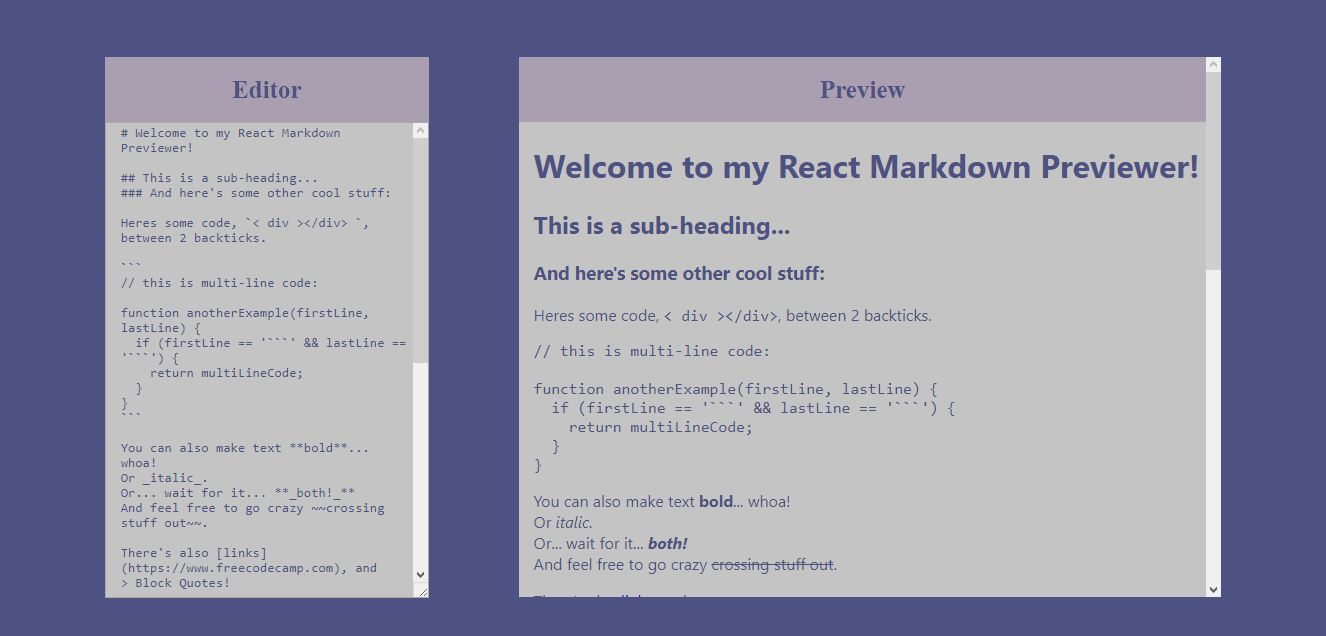 Editor
# Welcome to my React Markdown
Previewer!
## This is a sub-heading...
### And here's some other cool stuff:
Heres some code, `< div ></div> `,
between 2 backticks.
```
// this is multi-line code:
function anotherExample(firstLine,
lastLine) {
  if (firstLine == '```' && lastLine ==
'```') {
    return multiLineCode;
  }
}
```
You can also make text **bold**...
whoa!
Or _italic_.
Or... wait for it... **_both!_**
And feel free to go crazy ~~crossing
stuff out~~.
There's also [links]
(https://www.freecodecamp.com), and
> Block Quotes!
Preview
Welcome to my React Markdown Previewer!
This is a sub-heading...
And here's some other cool stuff:
Heres some code, < div ></div>, between 2 backticks.
// this is multi-line code:
function anotherExample(firstLine, lastLine) {
  if (firstLine == '```' && lastLine == '```') {
    return multiLineCode;
  }
}
You can also make text bold... whoa!
Or italic.
Or... wait for it... both!
And feel free to go crazy crossing stuff out.